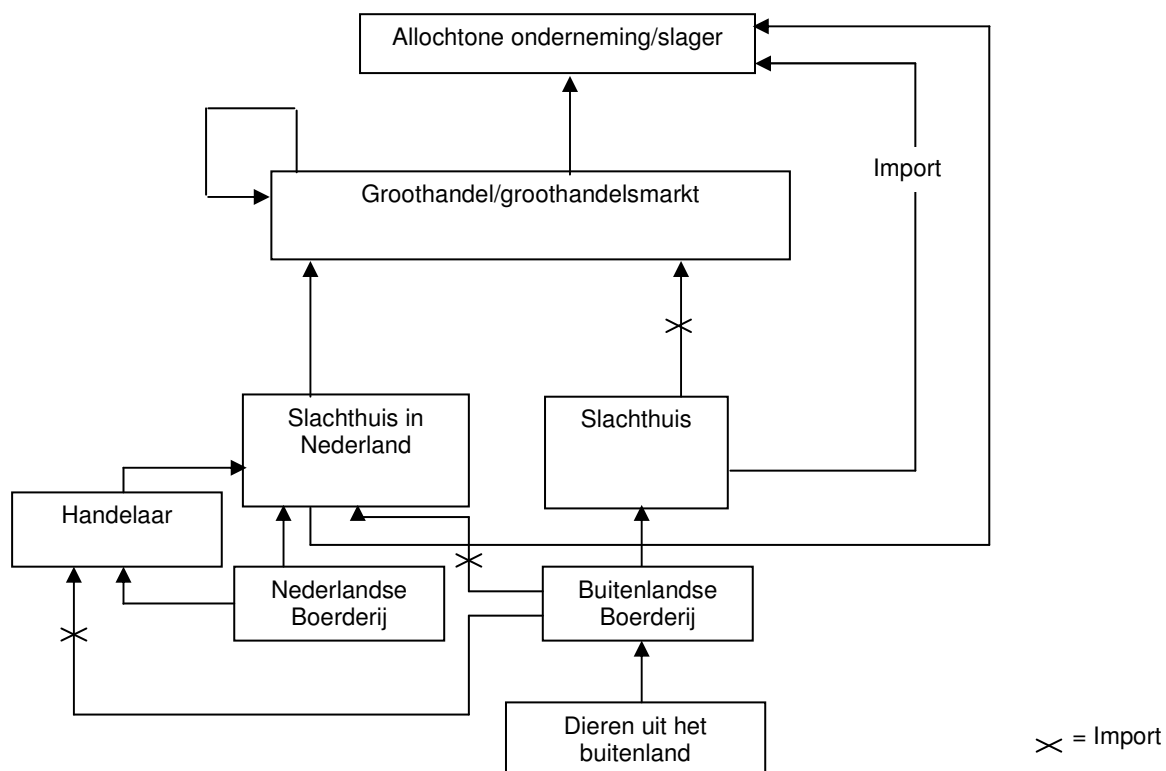 Allochtone onderneming/slager
Import
Groothandel/groothandelsmarkt
Slachthuis in
Nederland
Slachthuis
Handelaar
Nederlandse
Boerderij
Buitenlandse
Boerderij
Dieren uit het
buitenland
= Import